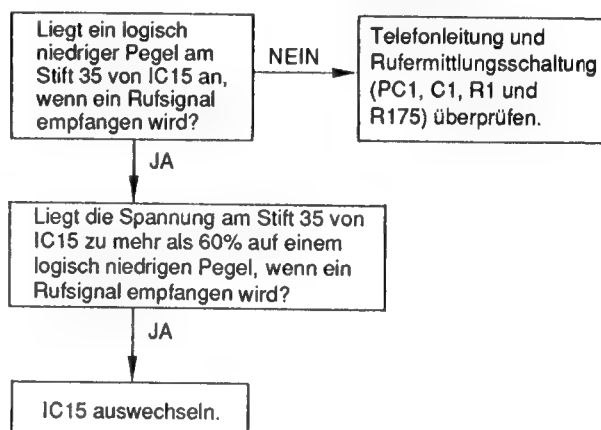 Liegt ein logisch
niedriger Pegel am
Stift 35 von IC15 an,
wenn ein Rufsignal
empfangen wird?
NEIN
Telefonleitung und
Rufermittlungsschaltung
(PC1, C1, R1 und
R175) überprüfen.
JA
Liegt die Spannung am Stift 35 von
IC15 zu mehr als 60% auf einem
logisch niedrigen Pegel, wenn ein
Rufsignal empfangen wird?
JA
IC15 auswechseln.